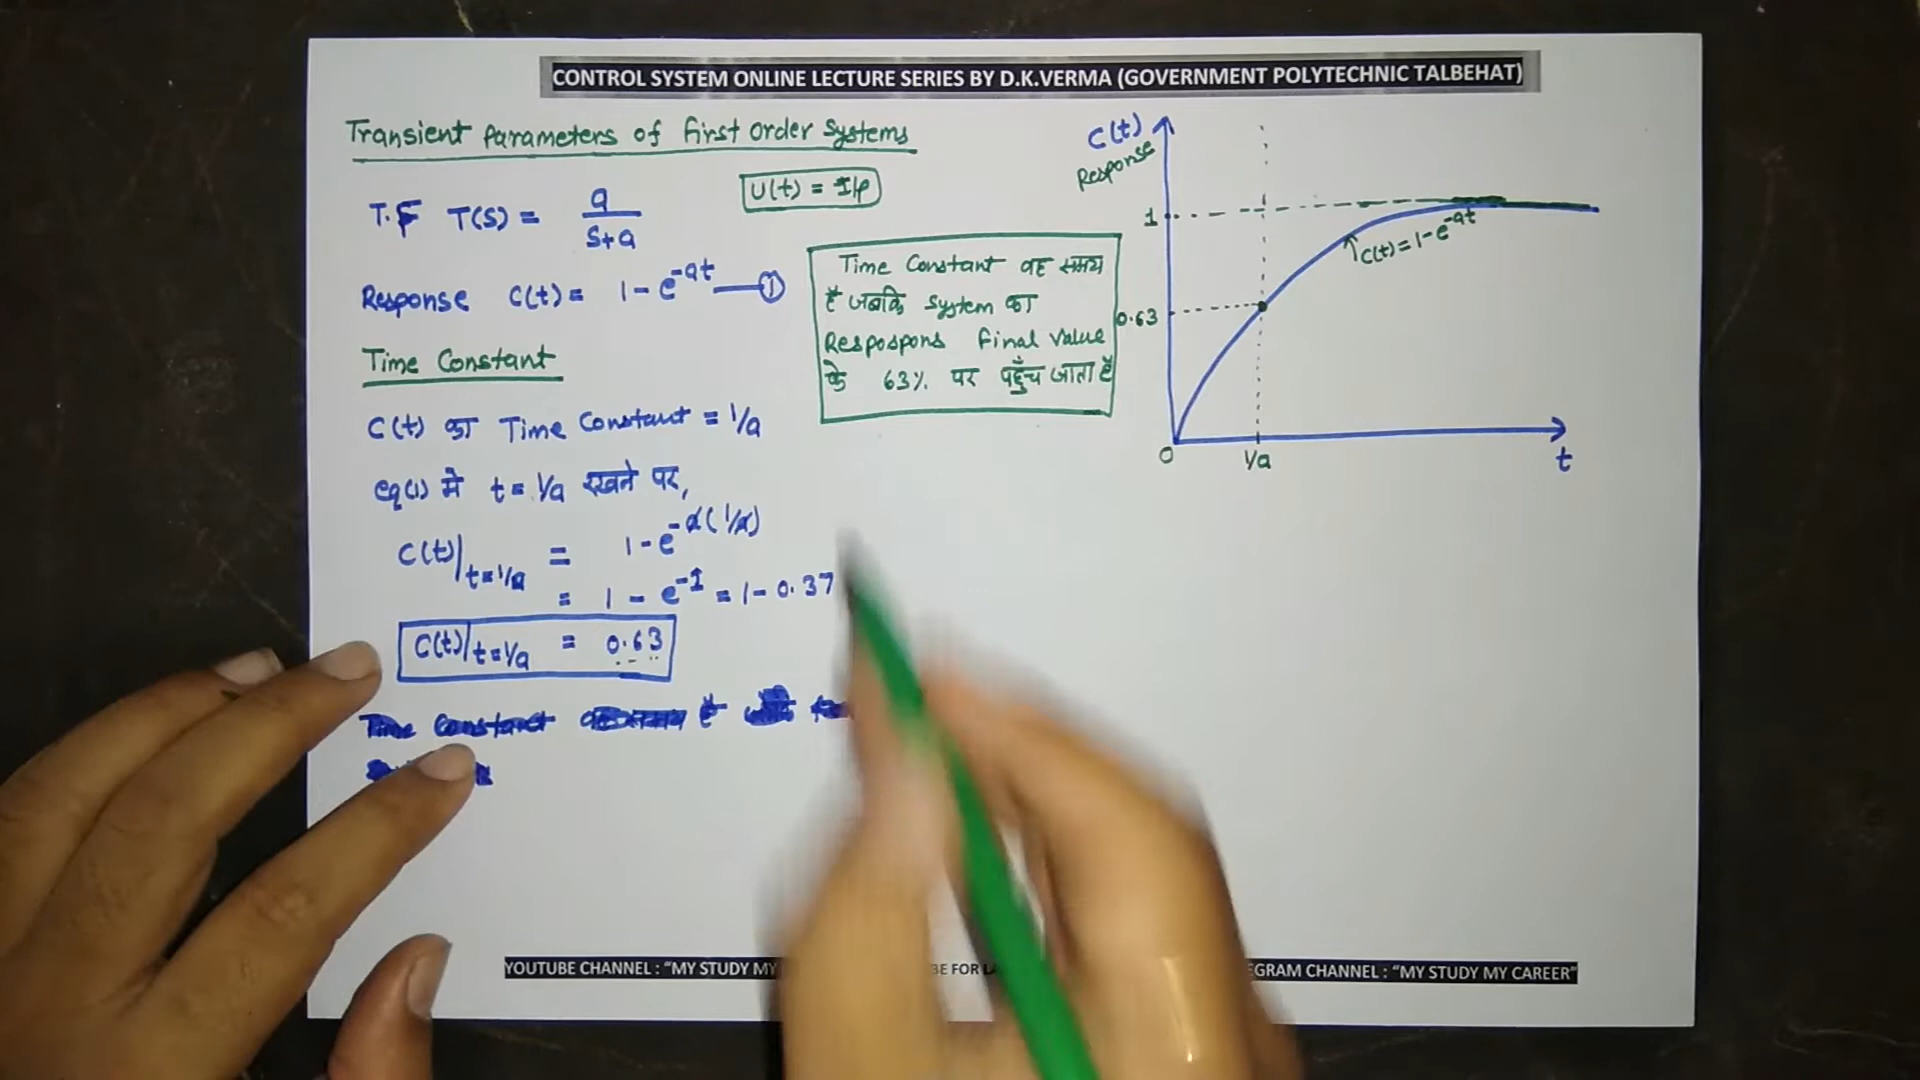 CONTROL SYSTEM ONLINE LECTURE SERIES BY D.K.VERMA (GOVERNMENT POLYTECHNIC TALBEHAT)
Transient Parameters of First Order Systems
T.F T(S) = a/(S+a)
U(t) = I/p
Response C(t) = 1 - e^-at ——①
Time Constant
C(t) का Time Constant = 1/a
eq(1) मे t = 1/a रखने पर,
C(t)|t=1/a = 1 - e^-a(1/a)
= 1 - e^-1 = 1 - 0.37
C(t)|t=1/a = 0.63
Time Constant
Time Constant वह समय
है जबकि System का
Respospons final value
के 63% पर पहुँच जाता है
C(t)
Response
1
C(t) = 1 - e^-at
0.63
0 1/a t
YOUTUBE CHANNEL : "MY STUDY MY
GRAM CHANNEL : "MY STUDY MY CAREER"